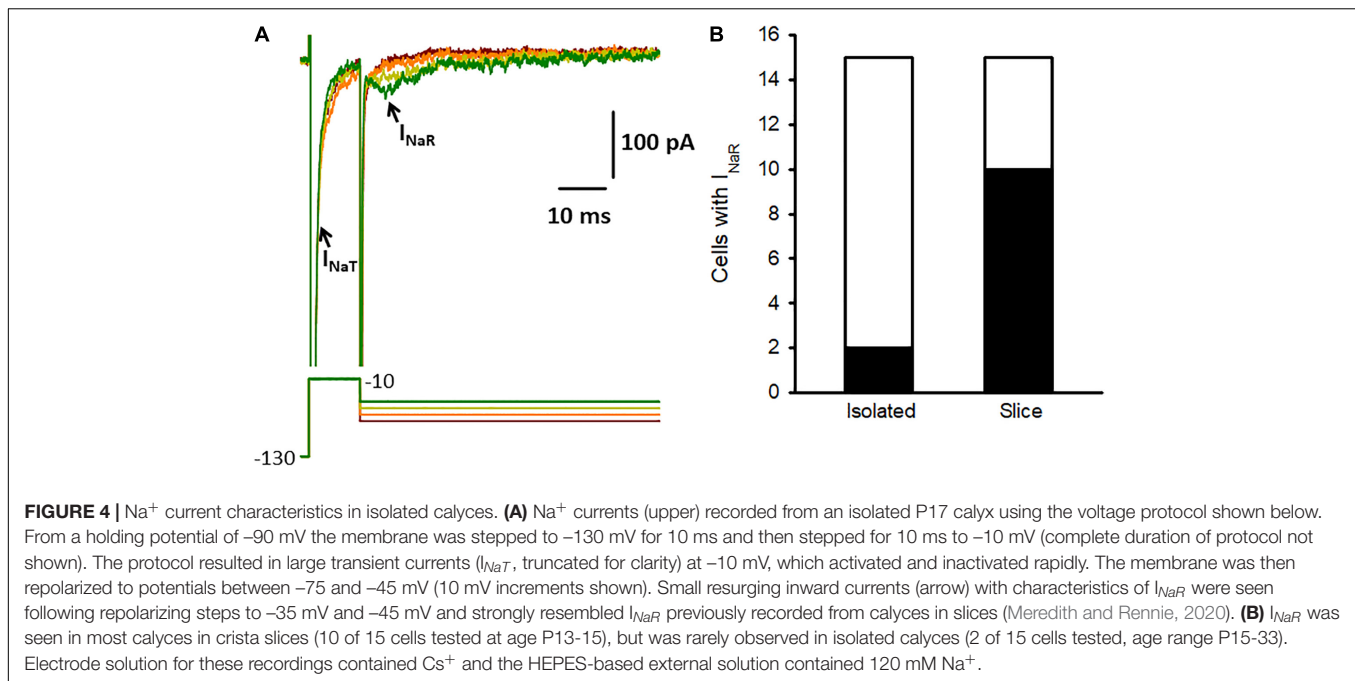 A
B
I_NaR
100 pA
10 ms
I_NaT
-10
-130
Cells with I_NaR
16
14
12
10
8
6
4
2
0
Isolated
Slice
FIGURE 4 | Na⁺ current characteristics in isolated calyces. (A) Na⁺ currents (upper) recorded from an isolated P17 calyx using the voltage protocol shown below.
From a holding potential of –90 mV the membrane was stepped to –130 mV for 10 ms and then stepped for 10 ms to –10 mV (complete duration of protocol not
shown). The protocol resulted in large transient currents (I_NaT, truncated for clarity) at –10 mV, which activated and inactivated rapidly. The membrane was then
repolarized to potentials between –75 and –45 mV (10 mV increments shown). Small resurging inward currents (arrow) with characteristics of I_NaR were seen
following repolarizing steps to –35 mV and –45 mV and strongly resembled I_NaR previously recorded from calyces in slices (Meredith and Rennie, 2020). (B) I_NaR was
seen in most calyces in crista slices (10 of 15 cells tested at age P13-15), but was rarely observed in isolated calyces (2 of 15 cells tested, age range P15-33).
Electrode solution for these recordings contained Cs⁺ and the HEPES-based external solution contained 120 mM Na⁺.